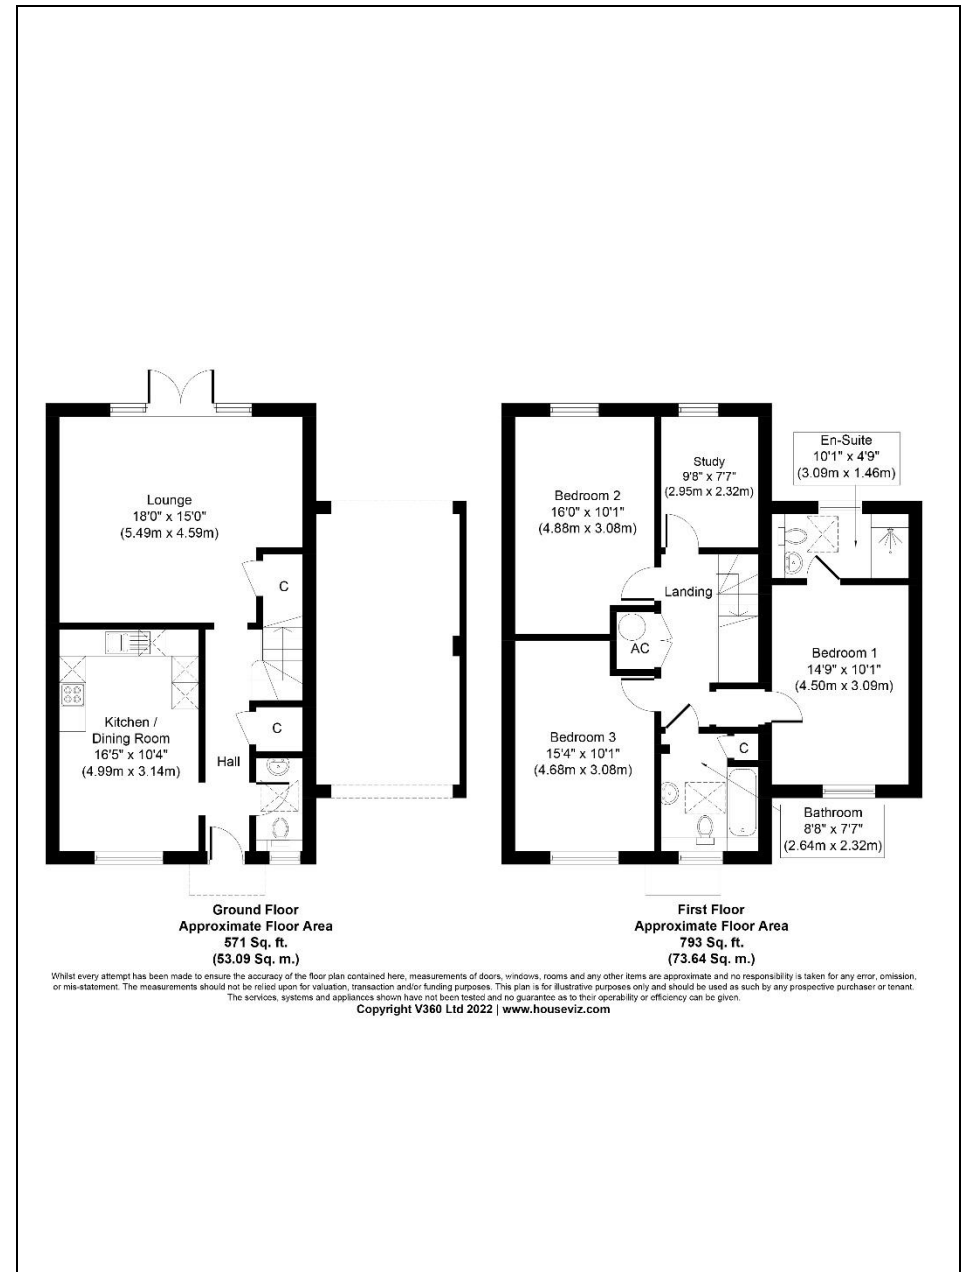 Lounge
18'0" x 15'0"
(5.49m x 4.59m)
C
Kitchen /
Dining Room
16'5" x 10'4"
(4.99m x 3.14m)
Hall
C
Ground Floor
Approximate Floor Area
571 Sq. ft.
(53.09 Sq. m.)
Bedroom 2
16'0" x 10'1"
(4.88m x 3.08m)
Study
9'8" x 7'7"
(2.95m x 2.32m)
En-Suite
10'1" x 4'9"
(3.09m x 1.46m)
Landing
AC
Bedroom 1
14'9" x 10'1"
(4.50m x 3.09m)
Bedroom 3
15'4" x 10'1"
(4.68m x 3.08m)
C
Bathroom
8'8" x 7'7"
(2.64m x 2.32m)
First Floor
Approximate Floor Area
793 Sq. ft.
(73.64 Sq. m.)
Whilst every attempt has been made to ensure the accuracy of the floor plan contained here, measurements of doors, windows, rooms and any other items are approximate and no responsibility is taken for any error, omission,
or mis-statement. The measurements should not be relied upon for valuation, transaction and/or funding purposes. This plan is for illustrative purposes only and should be used as such by any prospective purchaser or tenant.
The services, systems and appliances shown have not been tested and no guarantee as to their operability or efficiency can be given.
Copyright V360 Ltd 2022 | www.houseviz.com